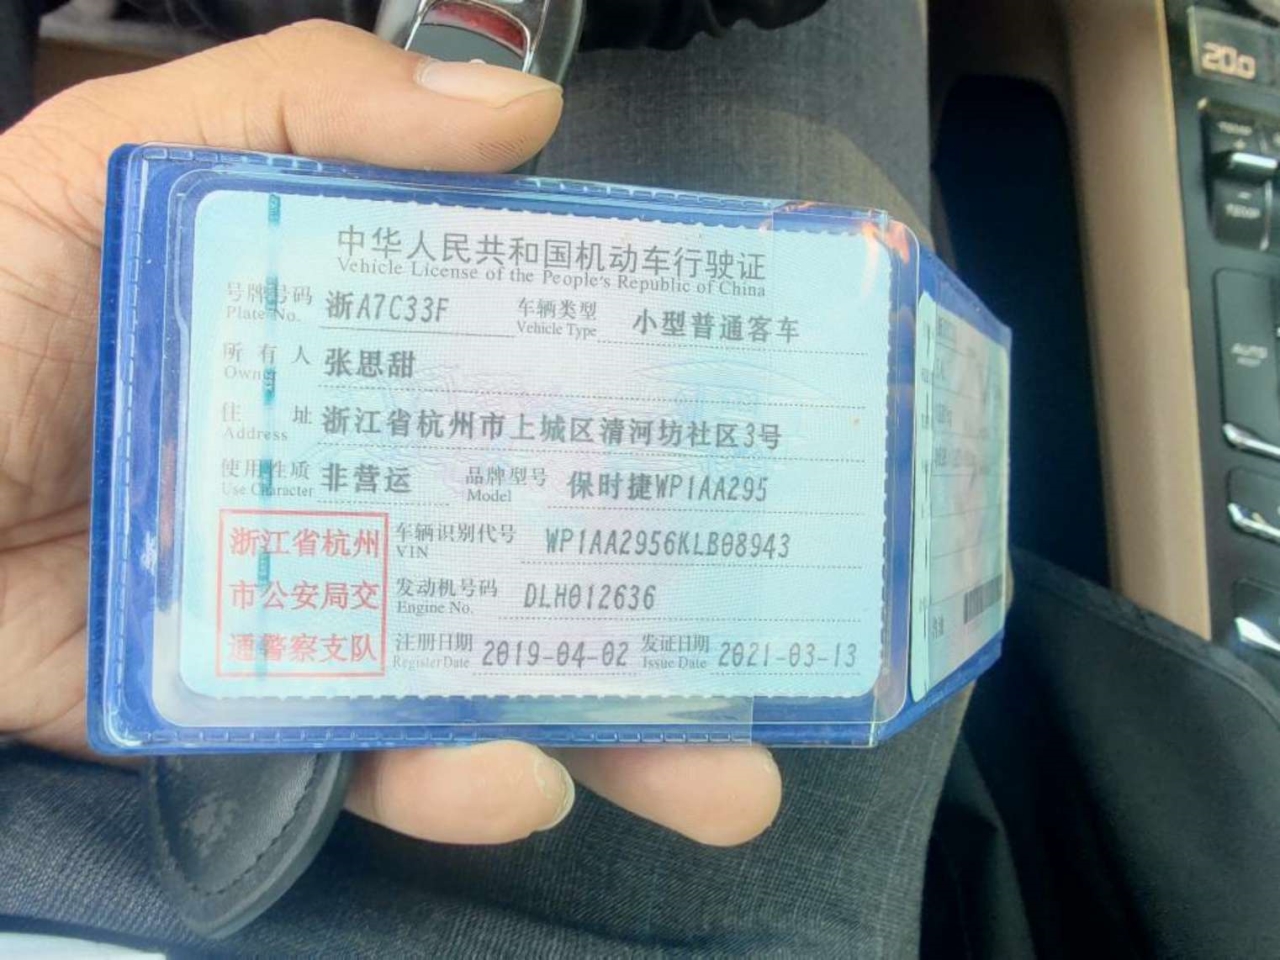 中华人民共和国机动车行驶证
Vehicle License of the People's Republic of China
号牌号码 浙A7C33F 车辆类型 小型普通客车
Plate No. Vehicle Type
所有人 张思甜
Owner
住址 浙江省杭州市上城区清河坊社区3号
Address
使用性质 非营运 品牌型号 保时捷WP1AA295
Use Character Model
浙江省杭州
市公安局交
通警察支队
车辆识别代号 WP1AA2956KLB08943
VIN
发动机号码 DLH012636
Engine No.
注册日期 2019-04-02 发证日期 2021-03-13
Register Date Issue Date
20.0
TEMP
TEMP
AUTO